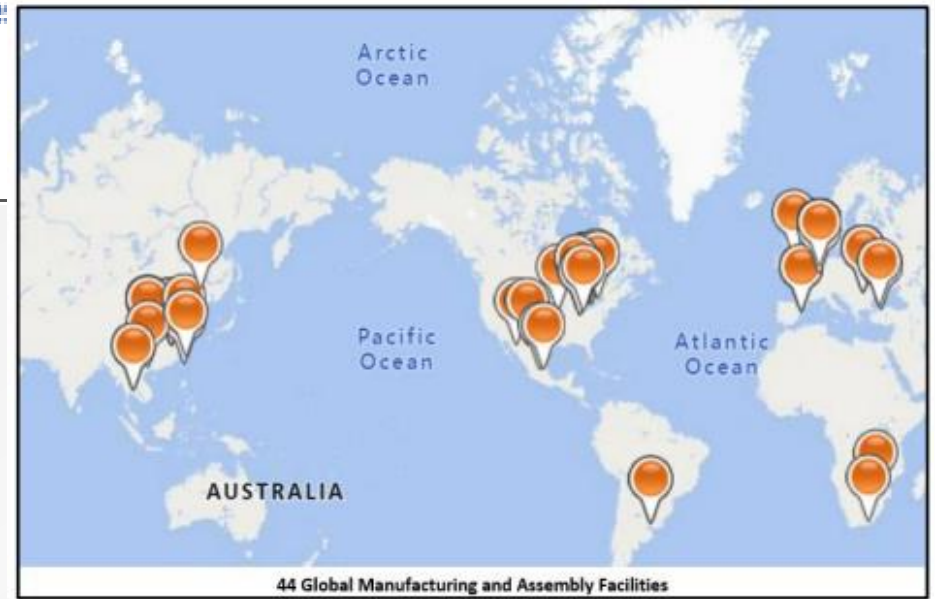 Arctic
Ocean
Pacific
Ocean
Atlantic
Ocean
AUSTRALIA
44 Global Manufacturing and Assembly Facilities